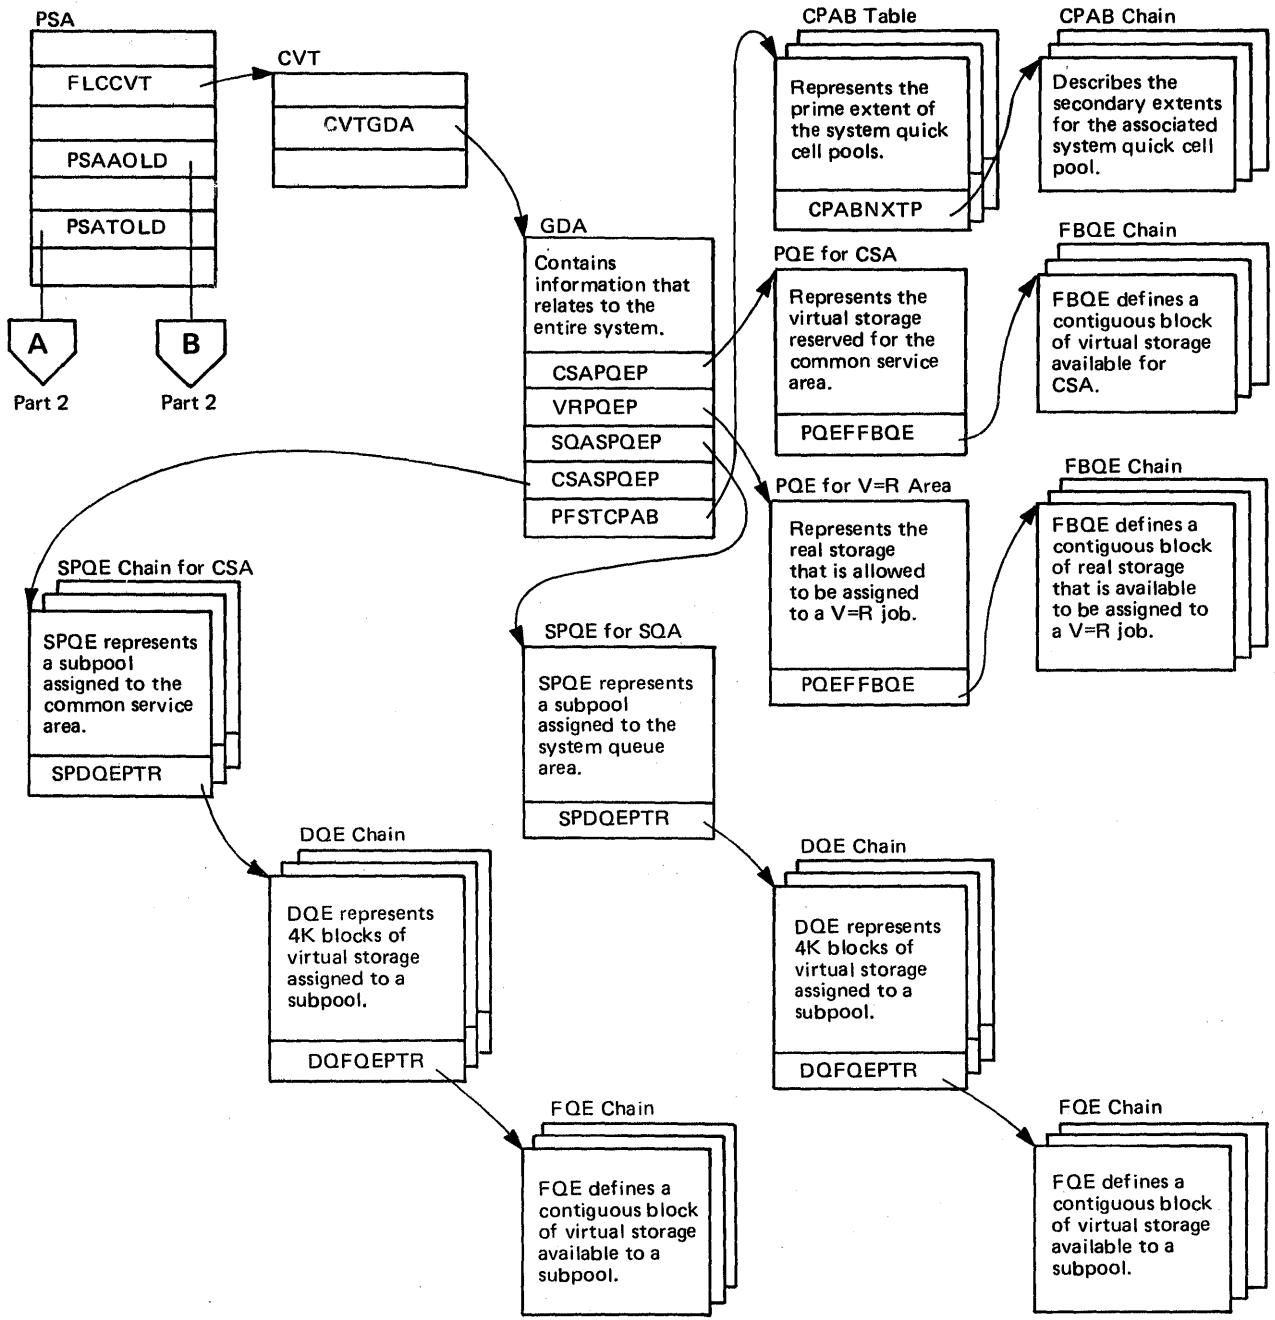 PSA
FLCCVT
PSAAOLD
PSATOLD
A
Part 2
B
Part 2
CVT
CVTGDA
GDA
Contains
information that
relates to the
entire system.
CSAPQEP
VRPQEP
SQASPQEP
CSASPQEP
PFSTCPAB
CPAB Table
Represents the
prime extent of
the system quick
cell pools.
CPABNXTP
CPAB Chain
Describes the
secondary extents
for the associated
system quick cell
pool.
PQE for CSA
Represents the
virtual storage
reserved for the
common service
area.
PQEFFBQE
FBQE Chain
FBQE defines a
contiguous block
of virtual storage
available for
CSA.
PQE for V=R Area
Represents the
real storage
that is allowed
to be assigned
to a V=R job.
PQEFFBQE
FBQE Chain
FBQE defines a
contiguous block
of real storage
that is available
to be assigned to
a V=R job.
SPQE Chain for CSA
SPQE represents
a subpool
assigned to the
common service
area.
SPDQEPTR
SPQE for SQA
SPQE represents
a subpool
assigned to the
system queue
area.
SPDQEPTR
DQE Chain
DQE represents
4K blocks of
virtual storage
assigned to a
subpool.
DQFQEPTR
DQE Chain
DQE represents
4K blocks of
virtual storage
assigned to a
subpool.
DQFQEPTR
FQE Chain
FQE defines a
contiguous block
of virtual storage
available to a
subpool.
FQE Chain
FQE defines a
contiguous block
of virtual storage
available to a
subpool.